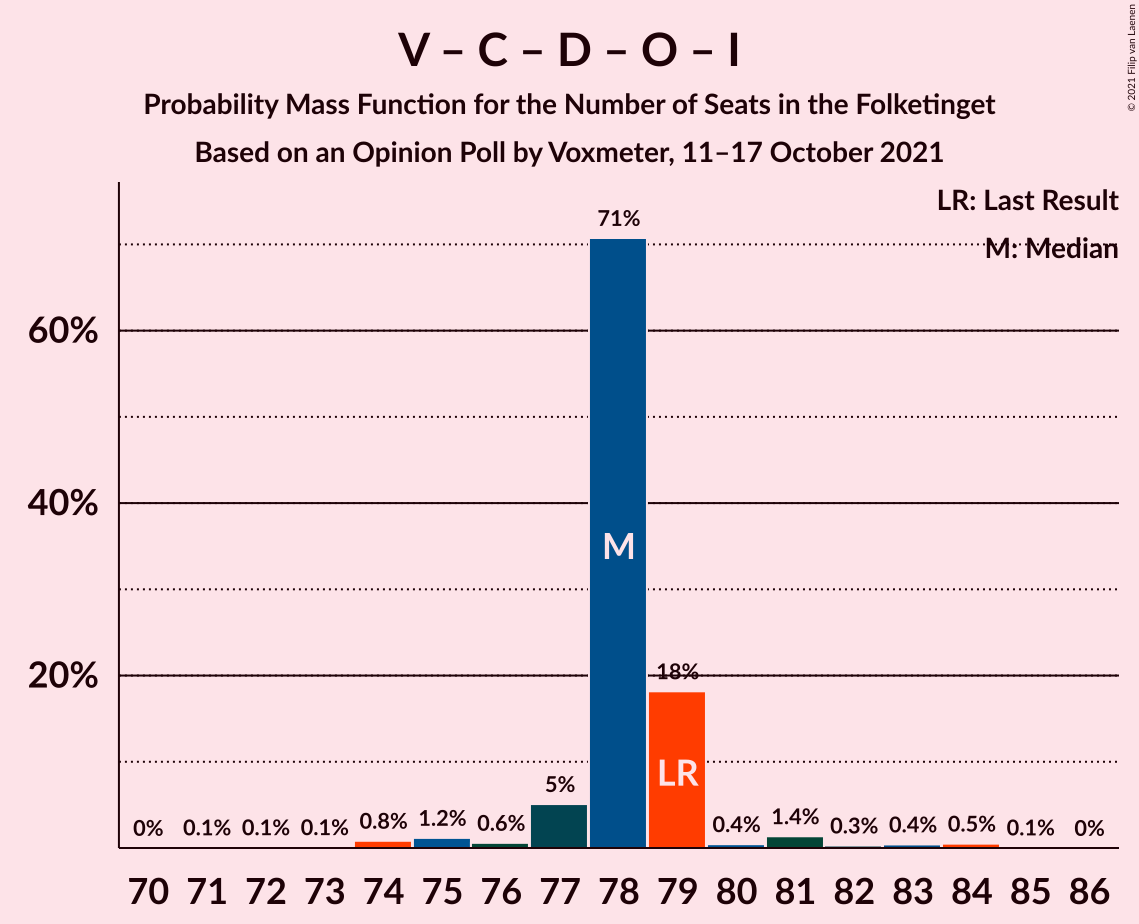 V – C – D – O – I
Probability Mass Function for the Number of Seats in the Folketinget
Based on an Opinion Poll by Voxmeter, 11–17 October 2021
© 2021 Filip van Laenen
LR: Last Result
M: Median
60%
40%
20%
0%
0.1%
0.1%
0.1%
0.8%
1.2%
0.6%
5%
71%
18%
0.4%
1.4%
0.3%
0.4%
0.5%
0.1%
0%
M
LR
70 71 72 73 74 75 76 77 78 79 80 81 82 83 84 85 86